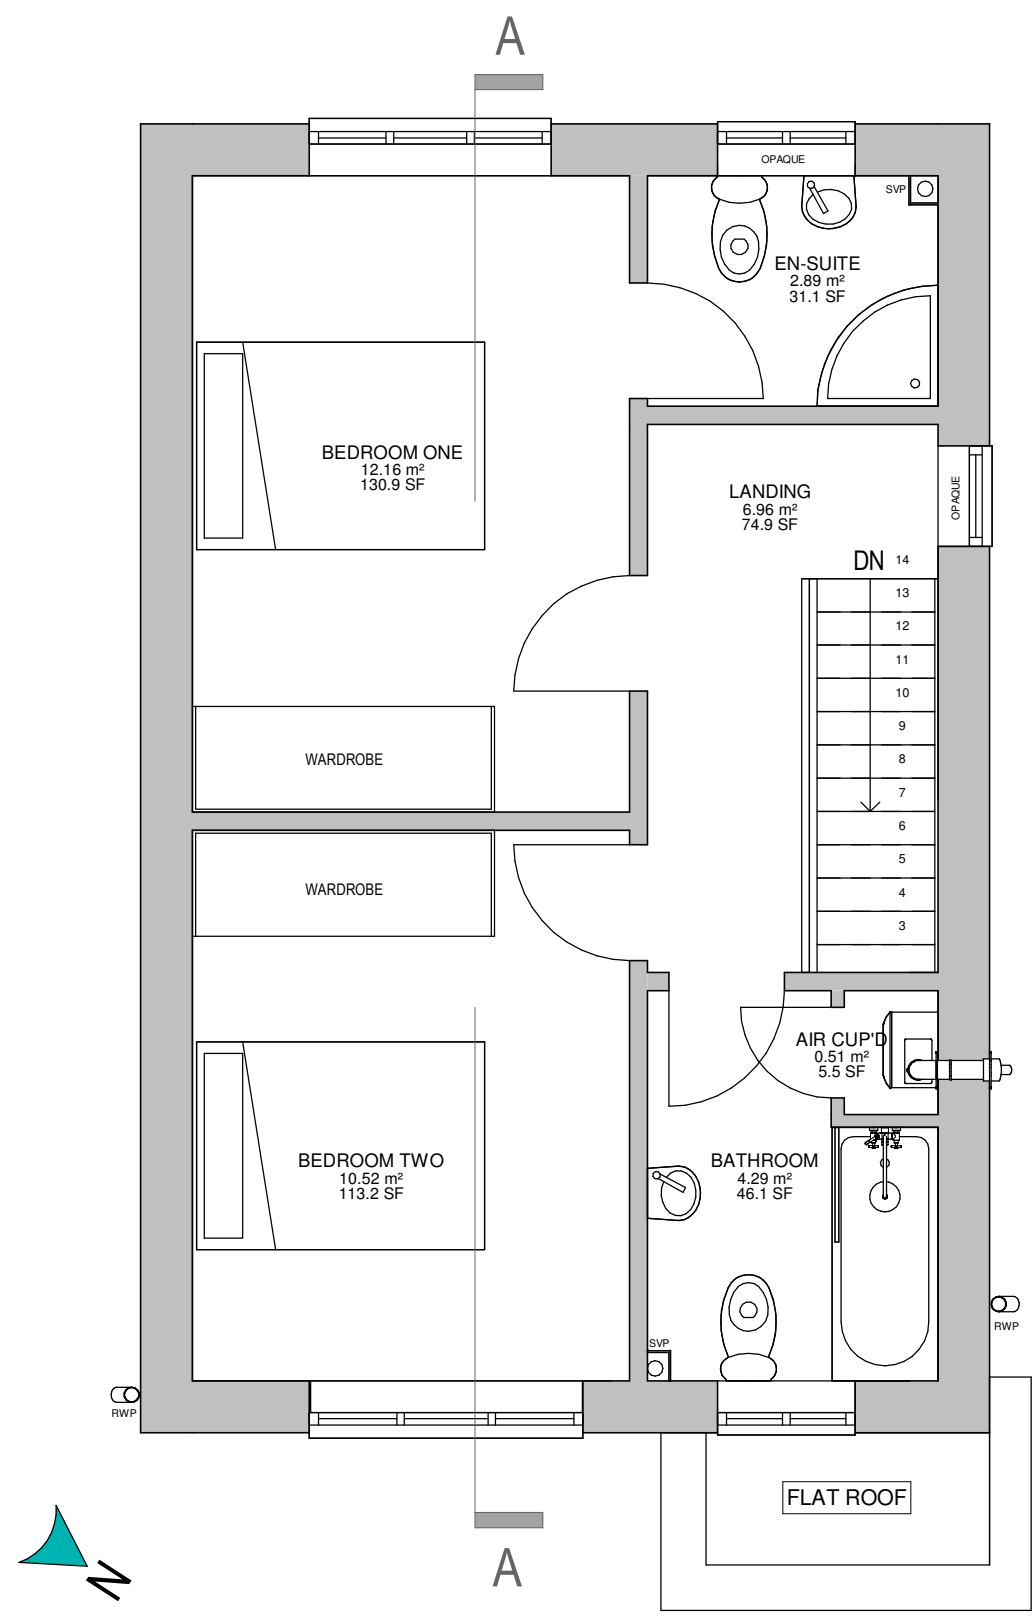 A
OPAQUE
SVP
EN-SUITE
2.89 m²
31.1 SF
BEDROOM ONE
12.16 m²
130.9 SF
LANDING
6.96 m²
74.9 SF
OPAQUE
DN 14
13
12
11
10
9
8
7
6
5
4
3
WARDROBE
WARDROBE
AIR CUP'D
0.51 m²
5.5 SF
BEDROOM TWO
10.52 m²
113.2 SF
BATHROOM
4.29 m²
46.1 SF
RWP
SVP
RWP
FLAT ROOF
A
N